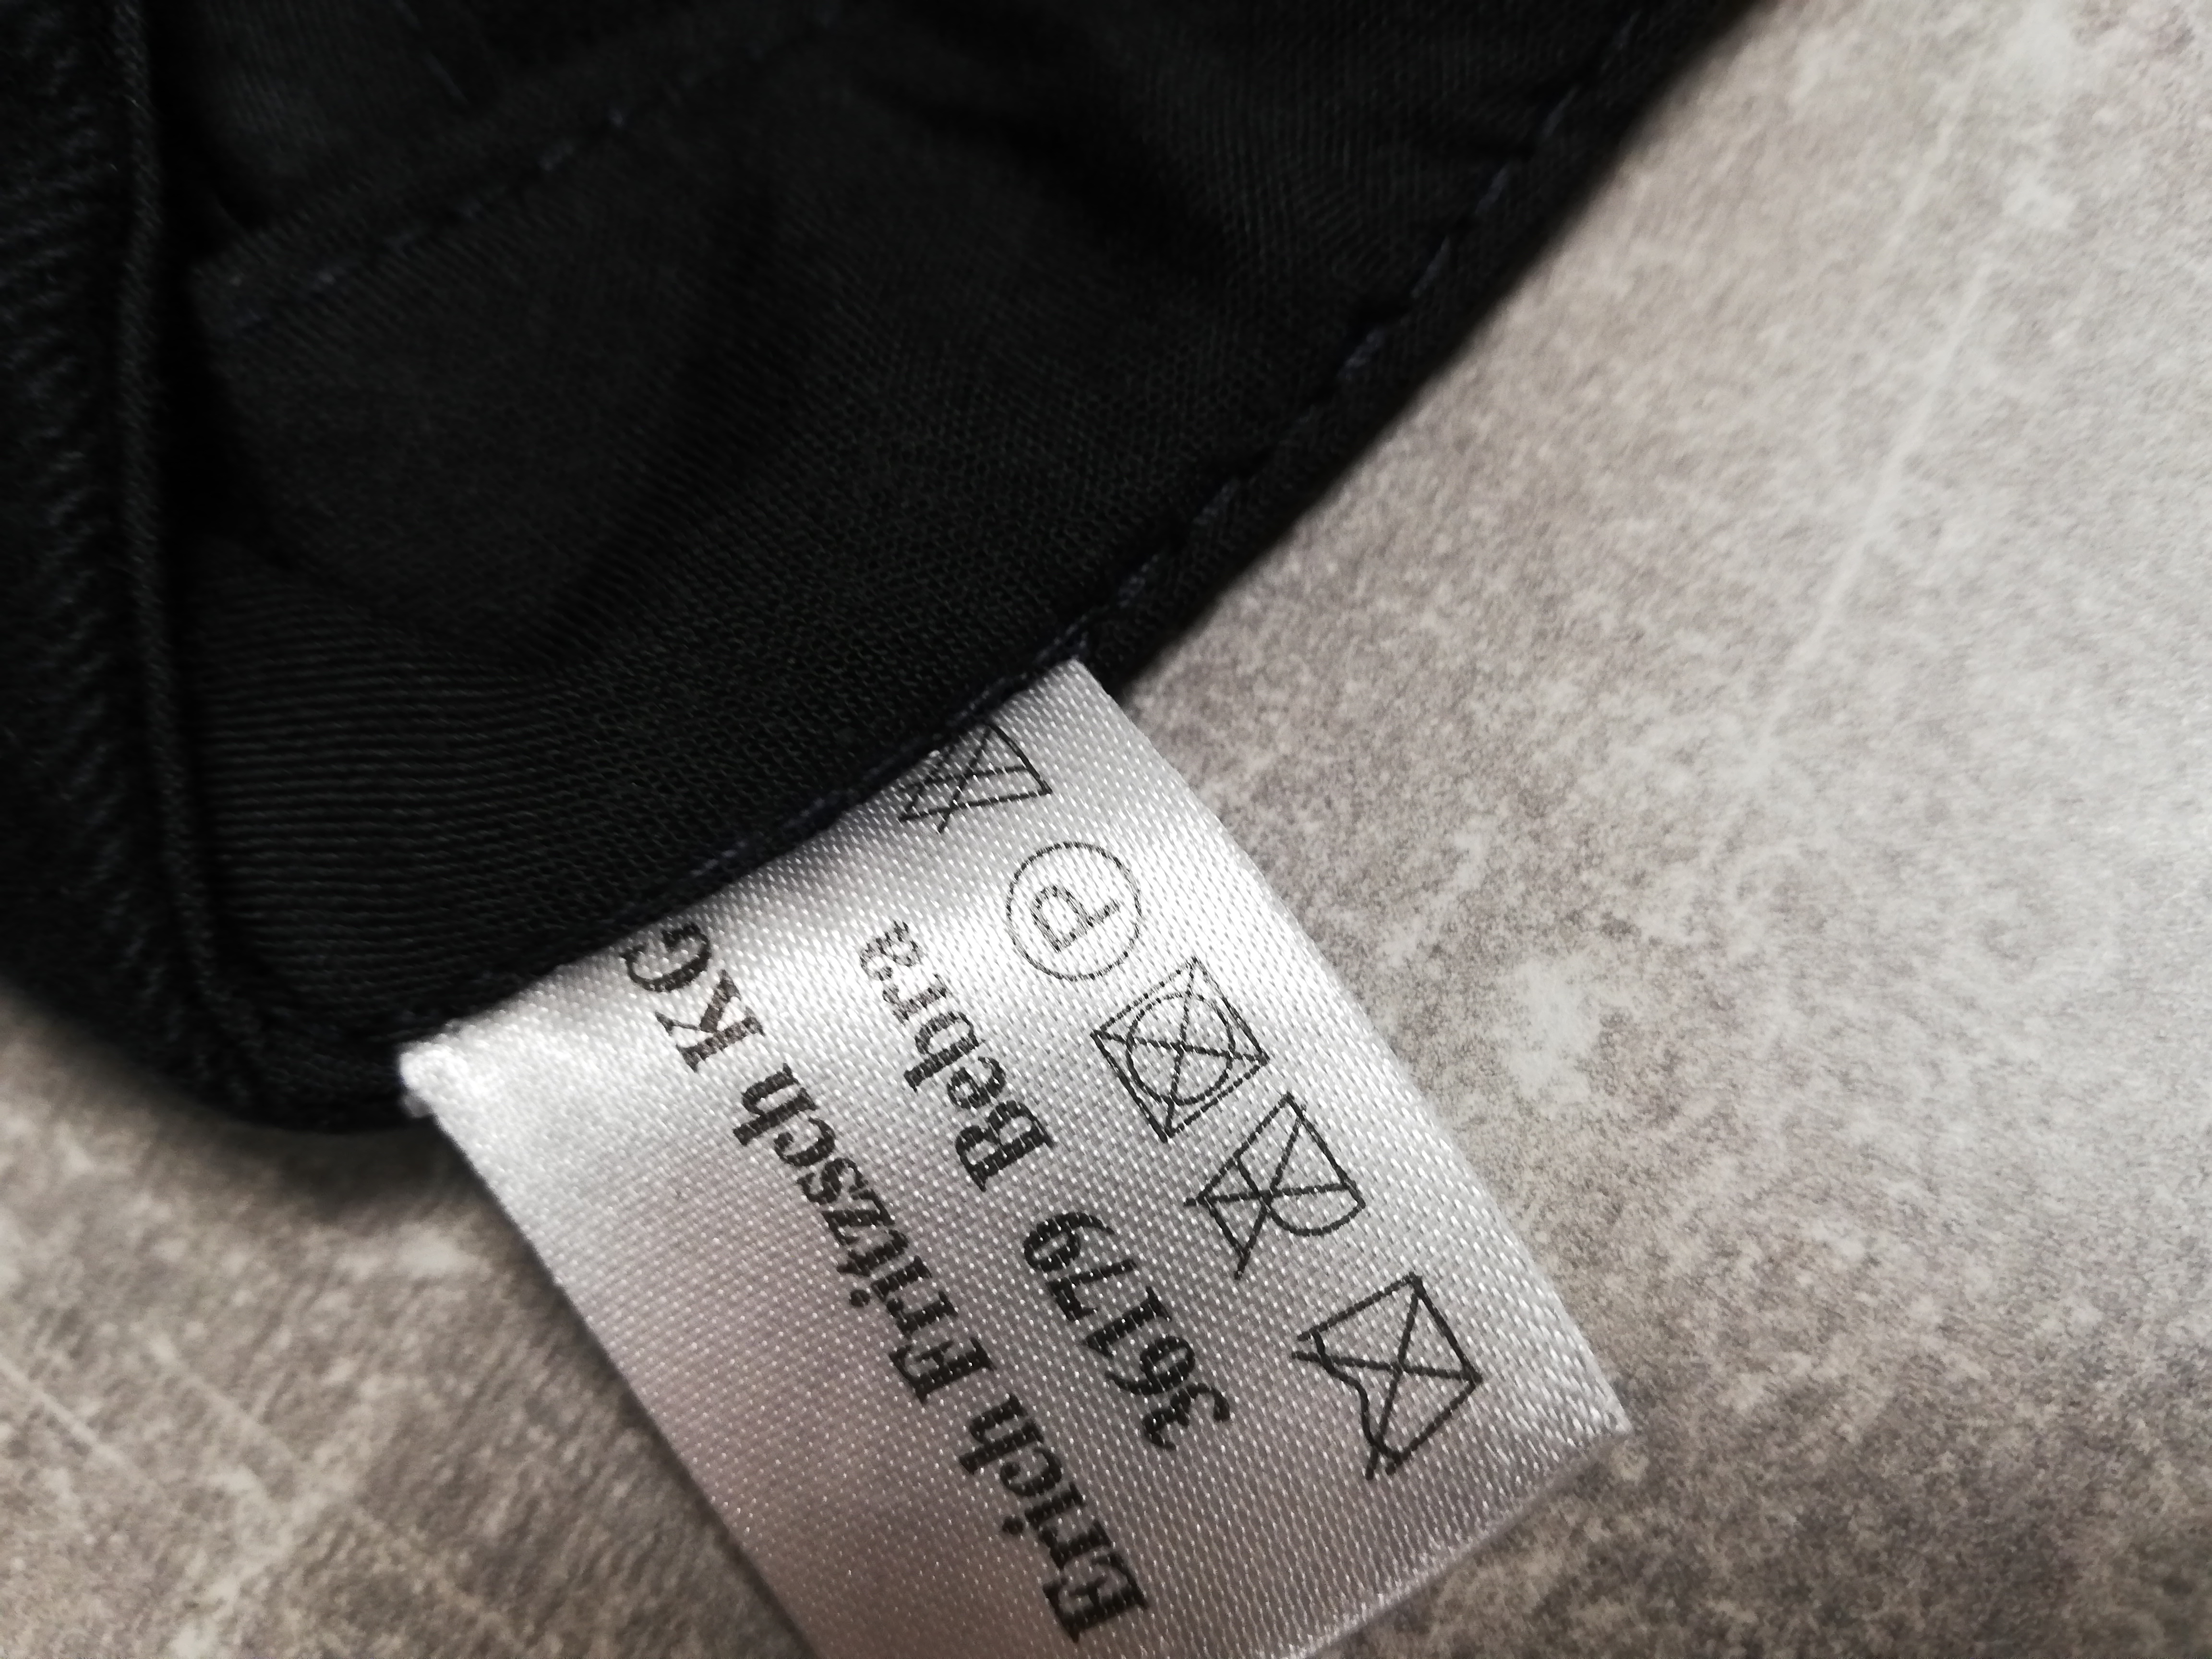 P
Erich Fritzsch KG
36179 Bebra